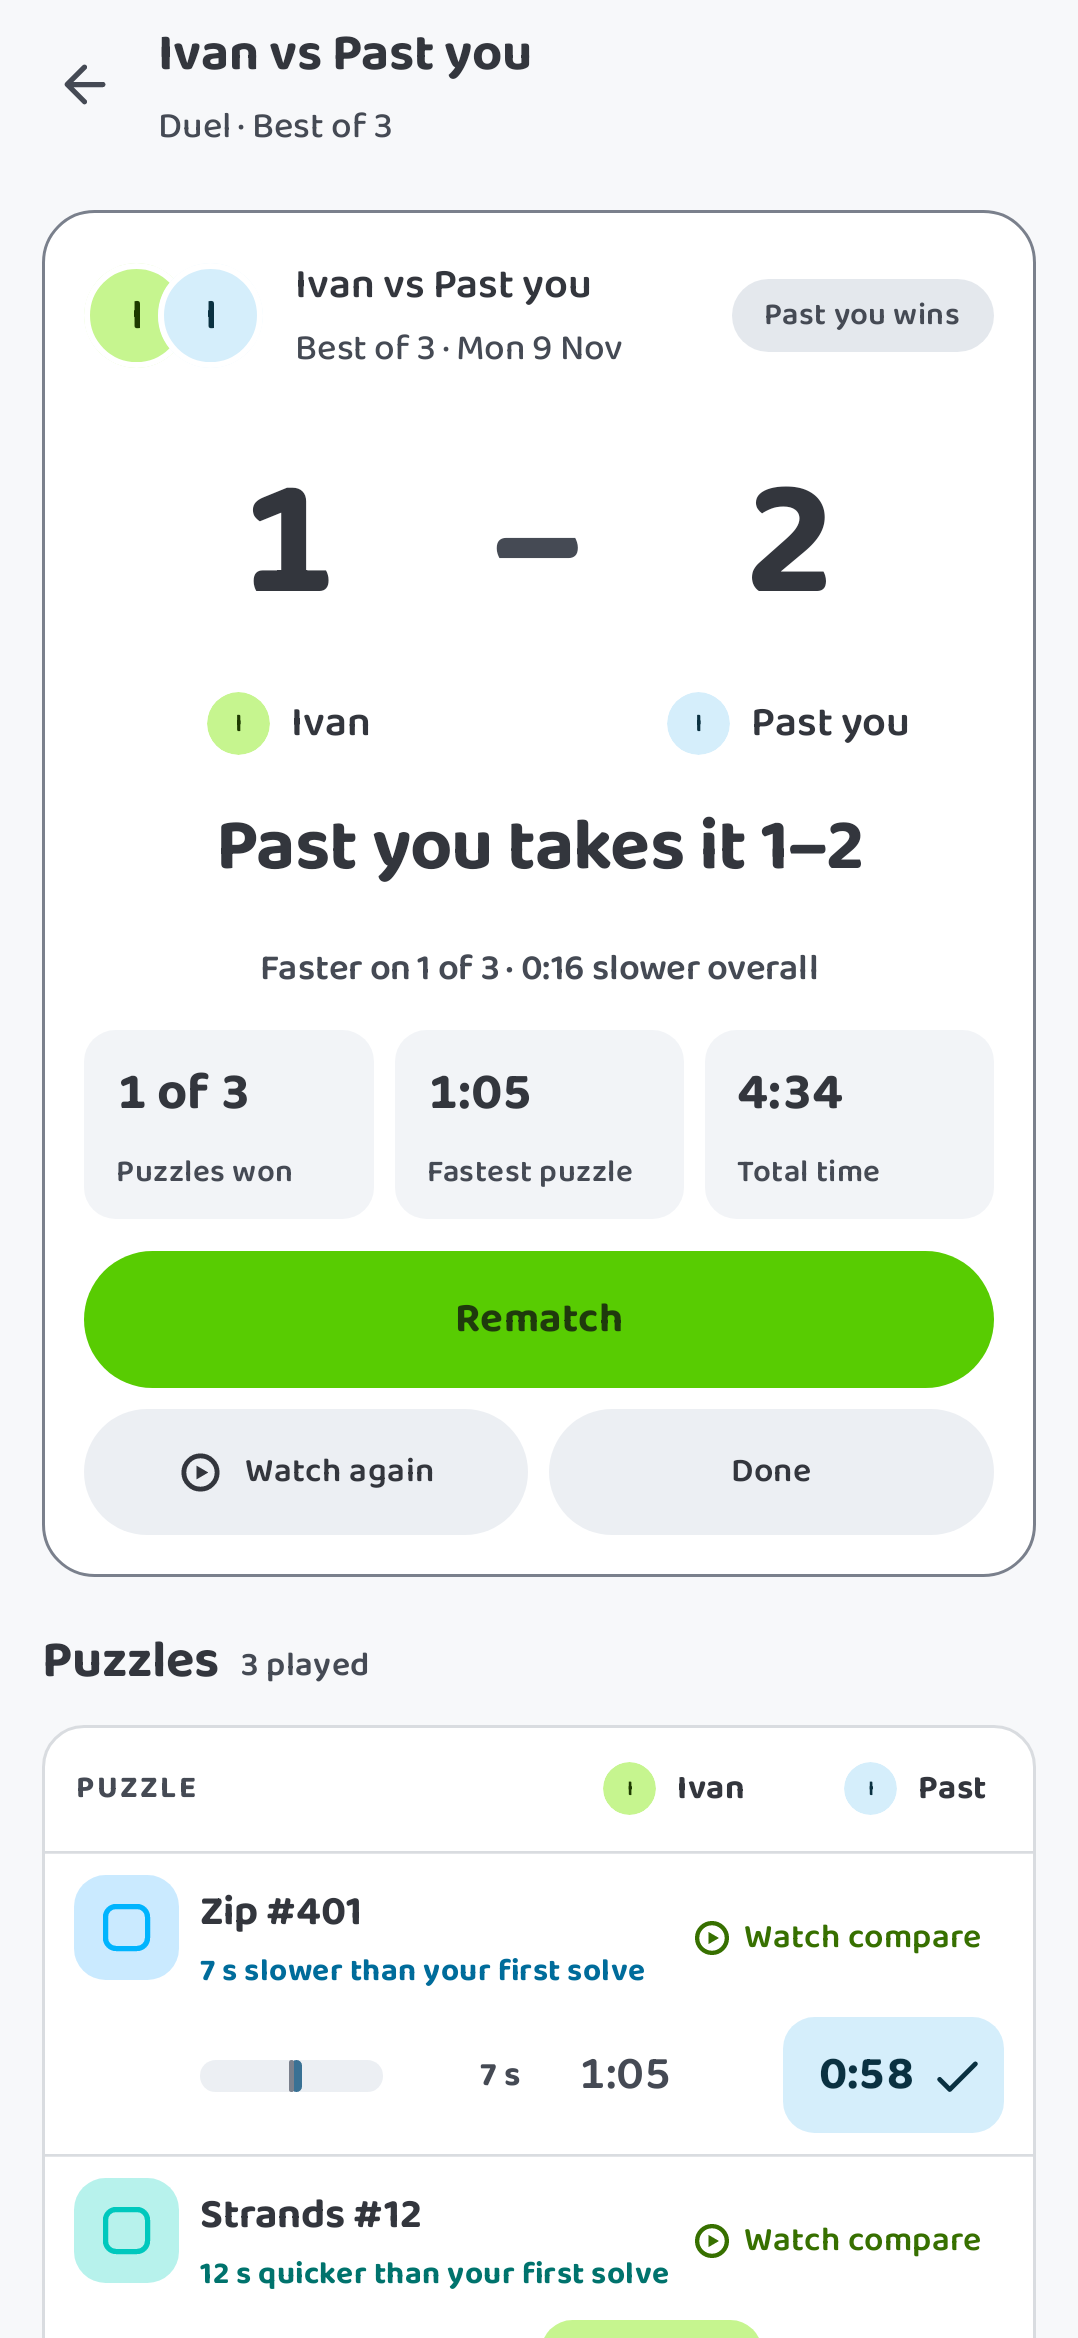 Ivan vs Past you
Duel · Best of 3
I
I
Ivan vs Past you
Best of 3 · Mon 9 Nov
Past you wins
1 – 2
I Ivan
I Past you
Past you takes it 1–2
Faster on 1 of 3 · 0:16 slower overall
1 of 3
Puzzles won
1:05
Fastest puzzle
4:34
Total time
Rematch
Watch again
Done
Puzzles 3 played
PUZZLE
I Ivan
I Past
Zip #401
7 s slower than your first solve
Watch compare
7 s
1:05
0:58
Strands #12
12 s quicker than your first solve
Watch compare